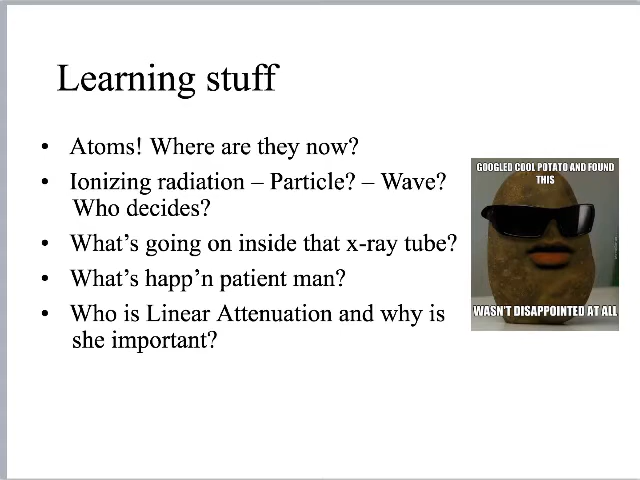 Learning stuff
• Atoms! Where are they now?
• Ionizing radiation – Particle? – Wave?
Who decides?
• What's going on inside that x-ray tube?
• What's happ'n patient man?
• Who is Linear Attenuation and why is
she important?
GOOGLED COOL POTATO AND FOUND
THIS
WASN'T DISAPPOINTED AT ALL